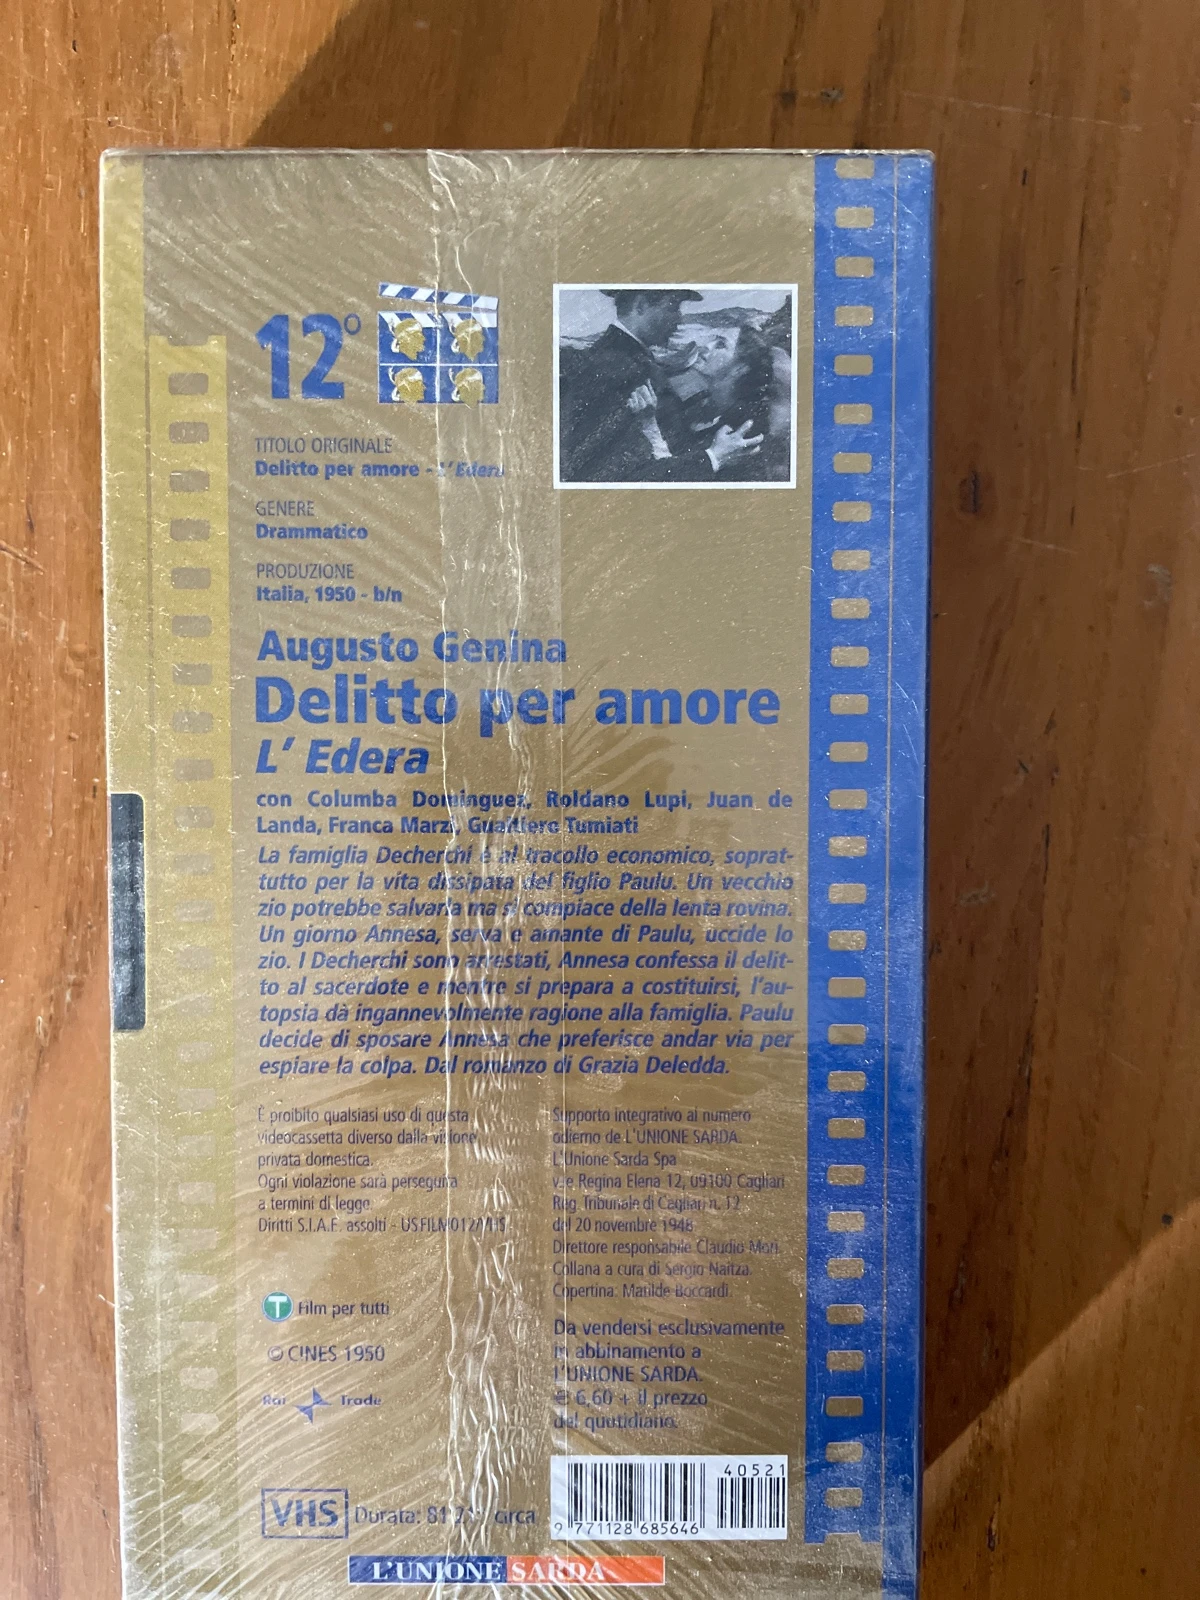 12°
TITOLO ORIGINALE
Delitto per amore - L'Edera
GENERE
Drammatico
PRODUZIONE
Italia, 1950 - b/n
Augusto Genina
Delitto per amore
L' Edera
con Columba Dominguez, Roldano Lupi, Juan de
Landa, Franca Marzi, Gualtiero Tumiati
La famiglia Decherchi è al tracollo economico, soprat-
tutto per la vita dissipata del figlio Paulu. Un vecchio
zio potrebbe salvarla ma si compiace della lenta rovina.
Un giorno Annesa, serva e amante di Paulu, uccide lo
zio. I Decherchi sono arrestati, Annesa confessa il delit-
to al sacerdote e mentre si prepara a costituirsi, l'au-
topsia dà ingannevolmente ragione alla famiglia. Paulu
decide di sposare Annesa che preferisce andar via per
espiare la colpa. Dal romanzo di Grazia Deledda.
È proibito qualsiasi uso di questa
videocassetta diverso dalla visione
privata domestica.
Ogni violazione sarà perseguita
a termini di legge.
Diritti S.I.A.E. assolti - USFILM012/VHS
Film per tutti
© CINES 1950
Rai Trade
VHS Durata: circa
Supporto integrativo al numero
odierno de L'UNIONE SARDA.
L'Unione Sarda Spa
v.le Regina Elena 12, 09100 Cagliari
Reg. Tribunale di Cagliari n. 12
del 20 novembre 1948
Direttore responsabile Claudio Mori.
Collana a cura di Sergio Naitza.
Copertina: Matilde Boccardi.
Da vendersi esclusivamente
in abbinamento a
L'UNIONE SARDA.
€ 6,60 + il prezzo
del quotidiano.
40521
9 771128 685646
L'UNIONE SARDA